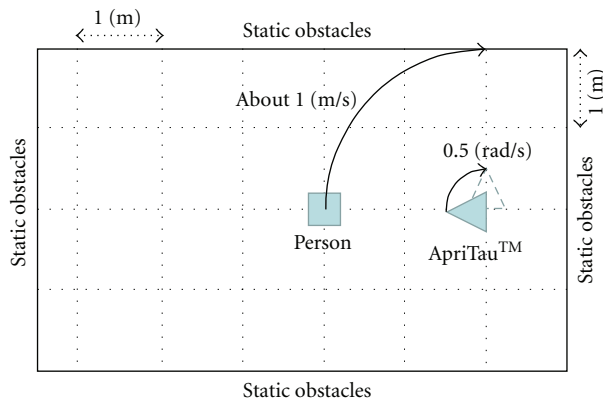 1 (m)
Static obstacles
About 1 (m/s)
1 (m)
0.5 (rad/s)
Static obstacles
Person
ApriTau™
Static obstacles
Static obstacles